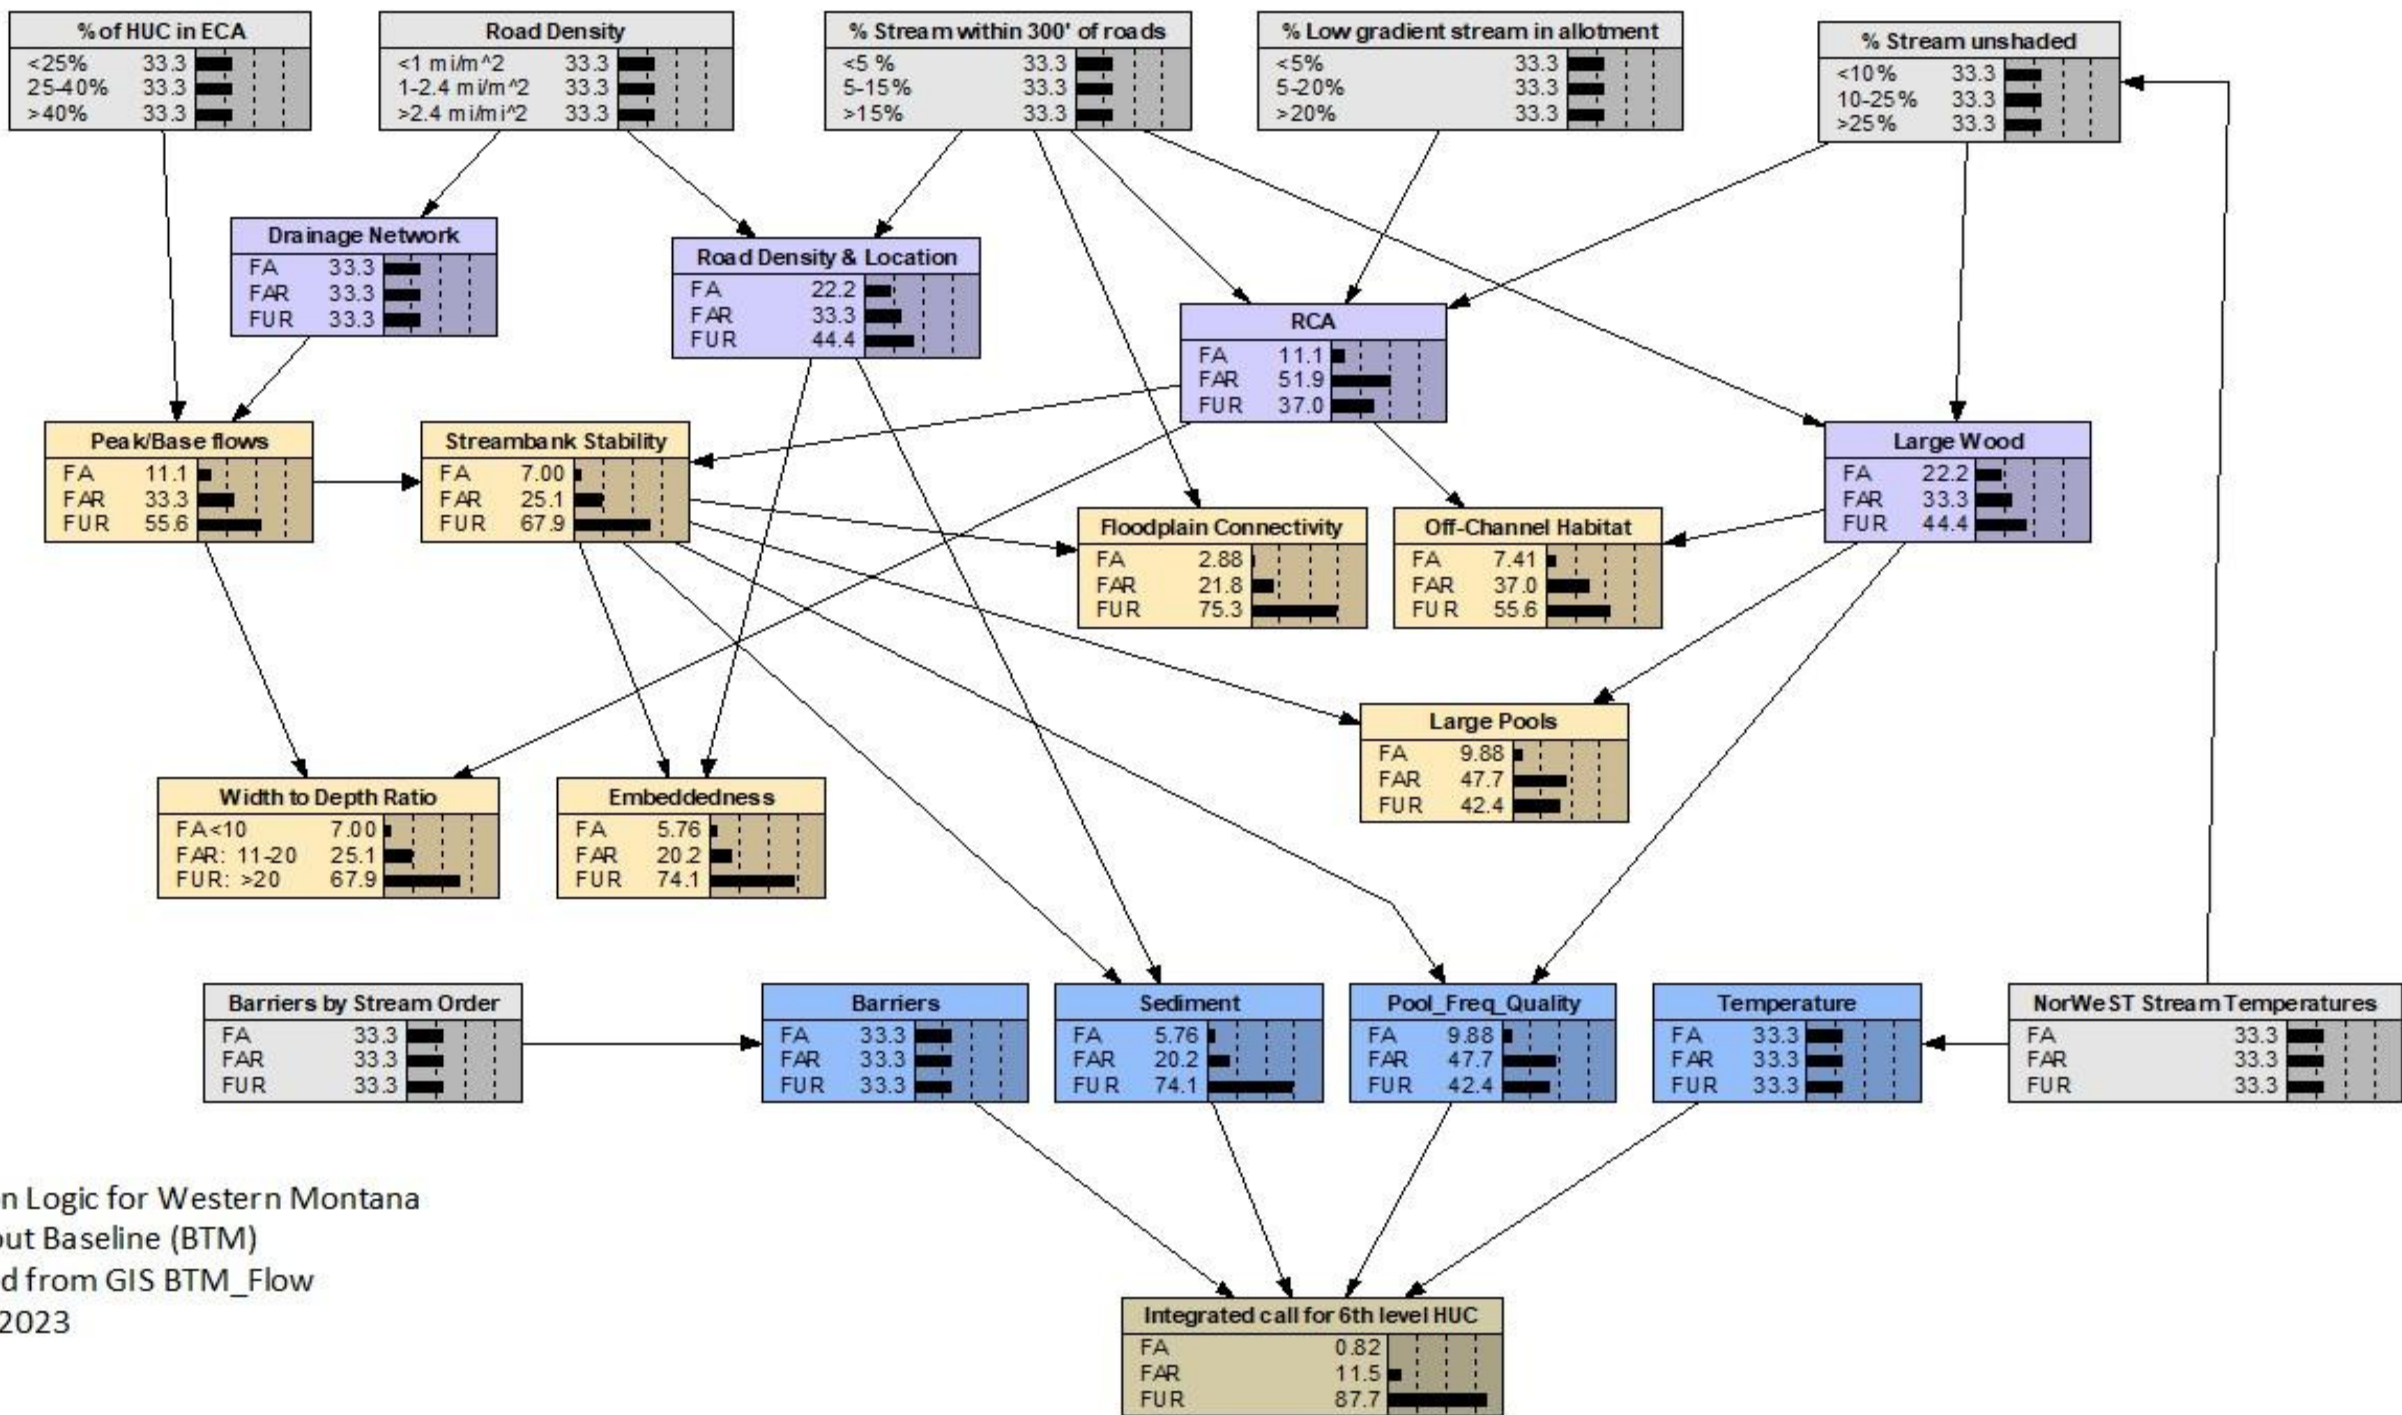 % of HUC in ECA
<25% 33.3
25-40% 33.3
>40% 33.3
Road Density
<1 mi/m^2 33.3
1-2.4 mi/m^2 33.3
>2.4 mi/mi^2 33.3
% Stream within 300' of roads
<5 % 33.3
5-15% 33.3
>15% 33.3
% Low gradient stream in allotment
<5% 33.3
5-20% 33.3
>20% 33.3
% Stream unshaded
<10% 33.3
10-25% 33.3
>25% 33.3
Drainage Network
FA 33.3
FAR 33.3
FUR 33.3
Road Density & Location
FA 22.2
FAR 33.3
FUR 44.4
RCA
FA 11.1
FAR 51.9
FUR 37.0
Peak/Base flows
FA 11.1
FAR 33.3
FUR 55.6
Streambank Stability
FA 7.00
FAR 25.1
FUR 67.9
Large Wood
FA 22.2
FAR 33.3
FUR 44.4
Floodplain Connectivity
FA 2.88
FAR 21.8
FUR 75.3
Off-Channel Habitat
FA 7.41
FAR 37.0
FUR 55.6
Large Pools
FA 9.88
FAR 47.7
FUR 42.4
Width to Depth Ratio
FA<10 7.00
FAR: 11-20 25.1
FUR: >20 67.9
Embeddedness
FA 5.76
FAR 20.2
FUR 74.1
Barriers by Stream Order
FA 33.3
FAR 33.3
FUR 33.3
Barriers
FA 33.3
FAR 33.3
FUR 33.3
Sediment
FA 5.76
FAR 20.2
FUR 74.1
Pool_Freq_Quality
FA 9.88
FAR 47.7
FUR 42.4
Temperature
FA 33.3
FAR 33.3
FUR 33.3
NorWeST Stream Temperatures
FA 33.3
FAR 33.3
FUR 33.3
n Logic for Western Montana
out Baseline (BTM)
d from GIS BTM_Flow
2023
Integrated call for 6th level HUC
FA 0.82
FAR 11.5
FUR 87.7